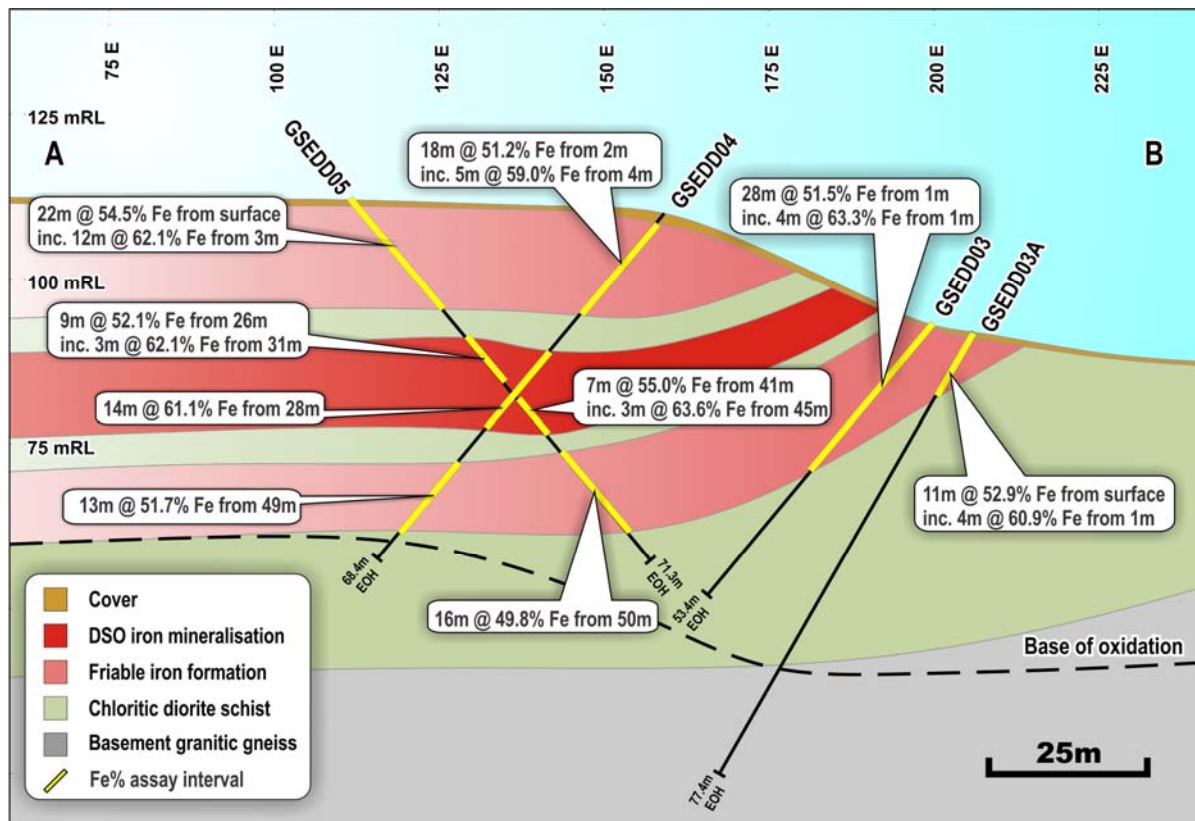 75 E
100 E
125 E
150 E
175 E
200 E
225 E
125 mRL
A
B
GSEDD05
GSEDD04
GSEDD03
GSEDD03A
18m @ 51.2% Fe from 2m
inc. 5m @ 59.0% Fe from 4m
28m @ 51.5% Fe from 1m
inc. 4m @ 63.3% Fe from 1m
22m @ 54.5% Fe from surface
inc. 12m @ 62.1% Fe from 3m
100 mRL
9m @ 52.1% Fe from 26m
inc. 3m @ 62.1% Fe from 31m
7m @ 55.0% Fe from 41m
inc. 3m @ 63.6% Fe from 45m
14m @ 61.1% Fe from 28m
75 mRL
13m @ 51.7% Fe from 49m
11m @ 52.9% Fe from surface
inc. 4m @ 60.9% Fe from 1m
68.4m
EOH
71.3m
EOH
53.4m
EOH
16m @ 49.8% Fe from 50m
Base of oxidation
77.4m
EOH
Cover
DSO iron mineralisation
Friable iron formation
Chloritic diorite schist
Basement granitic gneiss
Fe% assay interval
25m